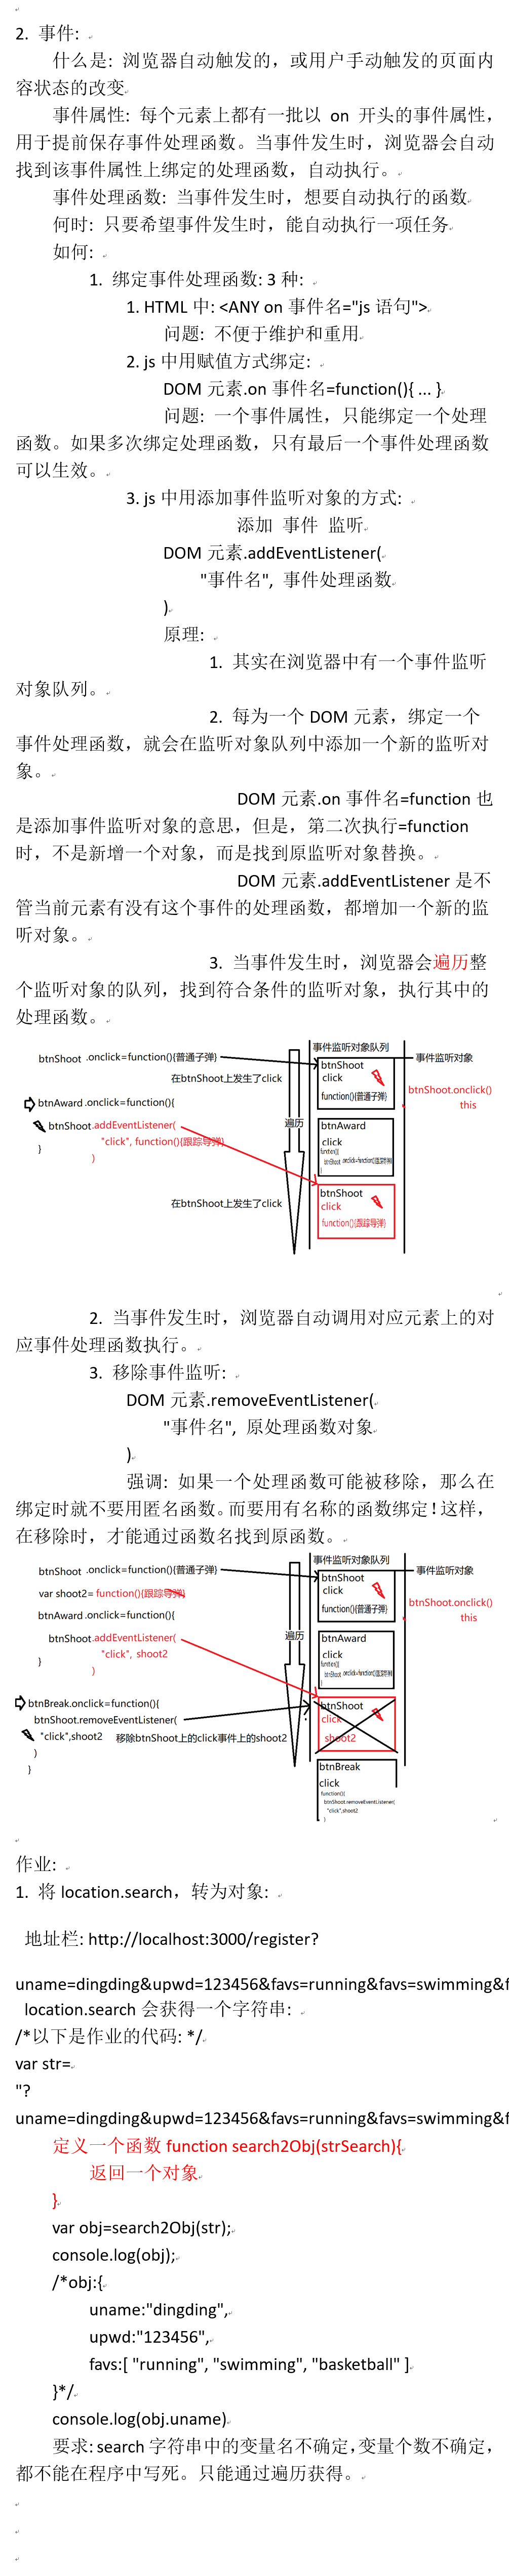 2. 事件:
什么是: 浏览器自动触发的，或用户手动触发的页面内
容状态的改变
事件属性: 每个元素上都有一批以 on 开头的事件属性，
用于提前保存事件处理函数。当事件发生时，浏览器会自动
找到该事件属性上绑定的处理函数，自动执行。
事件处理函数: 当事件发生时，想要自动执行的函数
何时: 只要希望事件发生时，能自动执行一项任务
如何:
1. 绑定事件处理函数: 3 种:
1. HTML 中: <ANY on 事件名="js 语句">
问题: 不便于维护和重用
2. js 中用赋值方式绑定:
DOM 元素.on 事件名=function(){ ... }
问题: 一个事件属性，只能绑定一个处理
函数。如果多次绑定处理函数，只有最后一个事件处理函数
可以生效。
3. js 中用添加事件监听对象的方式:
添加 事件 监听
DOM 元素.addEventListener(
"事件名", 事件处理函数
)
原理:
1. 其实在浏览器中有一个事件监听
对象队列。
2. 每为一个 DOM 元素，绑定一个
事件处理函数，就会在监听对象队列中添加一个新的监听对
象。
DOM 元素.on 事件名=function 也
是添加事件监听对象的意思，但是，第二次执行=function
时，不是新增一个对象，而是找到原监听对象替换。
DOM 元素.addEventListener 是不
管当前元素有没有这个事件的处理函数，都增加一个新的监
听对象。
3. 当事件发生时，浏览器会遍历整
个监听对象的队列，找到符合条件的监听对象，执行其中的
处理函数。
事件监听对象队列
btnShoot .onclick=function(){普通子弹}
btnShoot
click
function(){普通子弹}
事件监听对象
在btnShoot上发生了click
btnShoot.onclick()
this
btnAward.onclick=function(){
btnShoot.addEventListener(
"click", function(){跟踪导弹}
)
}
遍历
btnAward
click
function(){
btnShoot .onclick=function(){跟踪导弹}
在btnShoot上发生了click
btnShoot
click
function(){跟踪导弹}
2. 当事件发生时，浏览器自动调用对应元素上的对
应事件处理函数执行。
3. 移除事件监听:
DOM 元素.removeEventListener(
"事件名", 原处理函数对象
)
强调: 如果一个处理函数可能被移除，那么在
绑定时就不要用匿名函数。而要用有名称的函数绑定！这样，
在移除时，才能通过函数名找到原函数。
事件监听对象队列
btnShoot .onclick=function(){普通子弹}
btnShoot
click
function(){普通子弹}
事件监听对象
var shoot2= function(){跟踪导弹}
btnShoot.onclick()
this
btnAward.onclick=function(){
btnShoot.addEventListener(
"click", shoot2
)
}
遍历
btnAward
click
function(){
btnShoot .onclick=function(){跟踪导弹}
btnBreak.onclick=function(){
btnShoot.removeEventListener(
"click",shoot2
)
}
移除btnShoot上的click事件上的shoot2
btnShoot
click
shoot2
btnBreak
click
function(){
btnShoot.removeEventListener(
"click",shoot2
)
作业:
1. 将 location.search，转为对象:
地址栏: http://localhost:3000/register?
uname=dingding&upwd=123456&favs=running&favs=swimming&f
location.search 会获得一个字符串:
/*以下是作业的代码: */
var str=
"?
uname=dingding&upwd=123456&favs=running&favs=swimming&f
定义一个函数 function search2Obj(strSearch){
返回一个对象
}
var obj=search2Obj(str);
console.log(obj);
/*obj:{
uname:"dingding",
upwd:"123456",
favs:[ "running", "swimming", "basketball" ]
}*/
console.log(obj.uname)
要求: search 字符串中的变量名不确定，变量个数不确定，
都不能在程序中写死。只能通过遍历获得。